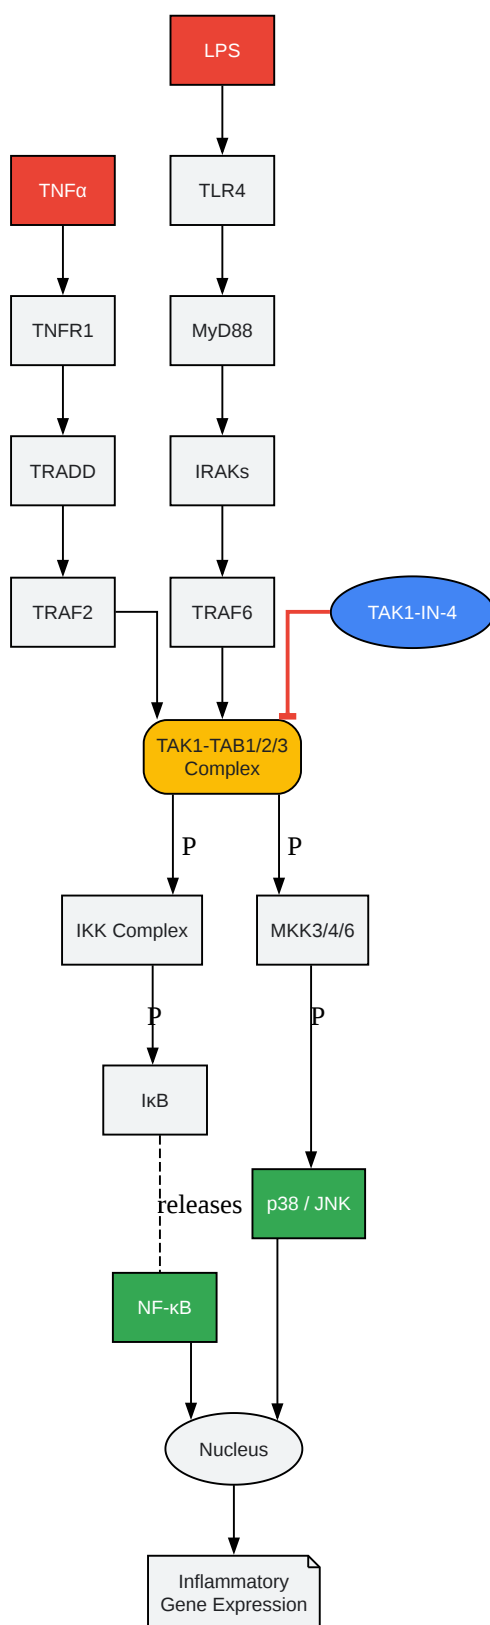 LPS
TNFα
TLR4
TNFR1
MyD88
TRADD
IRAKs
TRAF2
TRAF6
TAK1-IN-4
TAK1-TAB1/2/3
Complex
P
P
IKK Complex
MKK3/4/6
P
P
IκB
releases
p38 / JNK
NF-κB
Nucleus
Inflammatory
Gene Expression